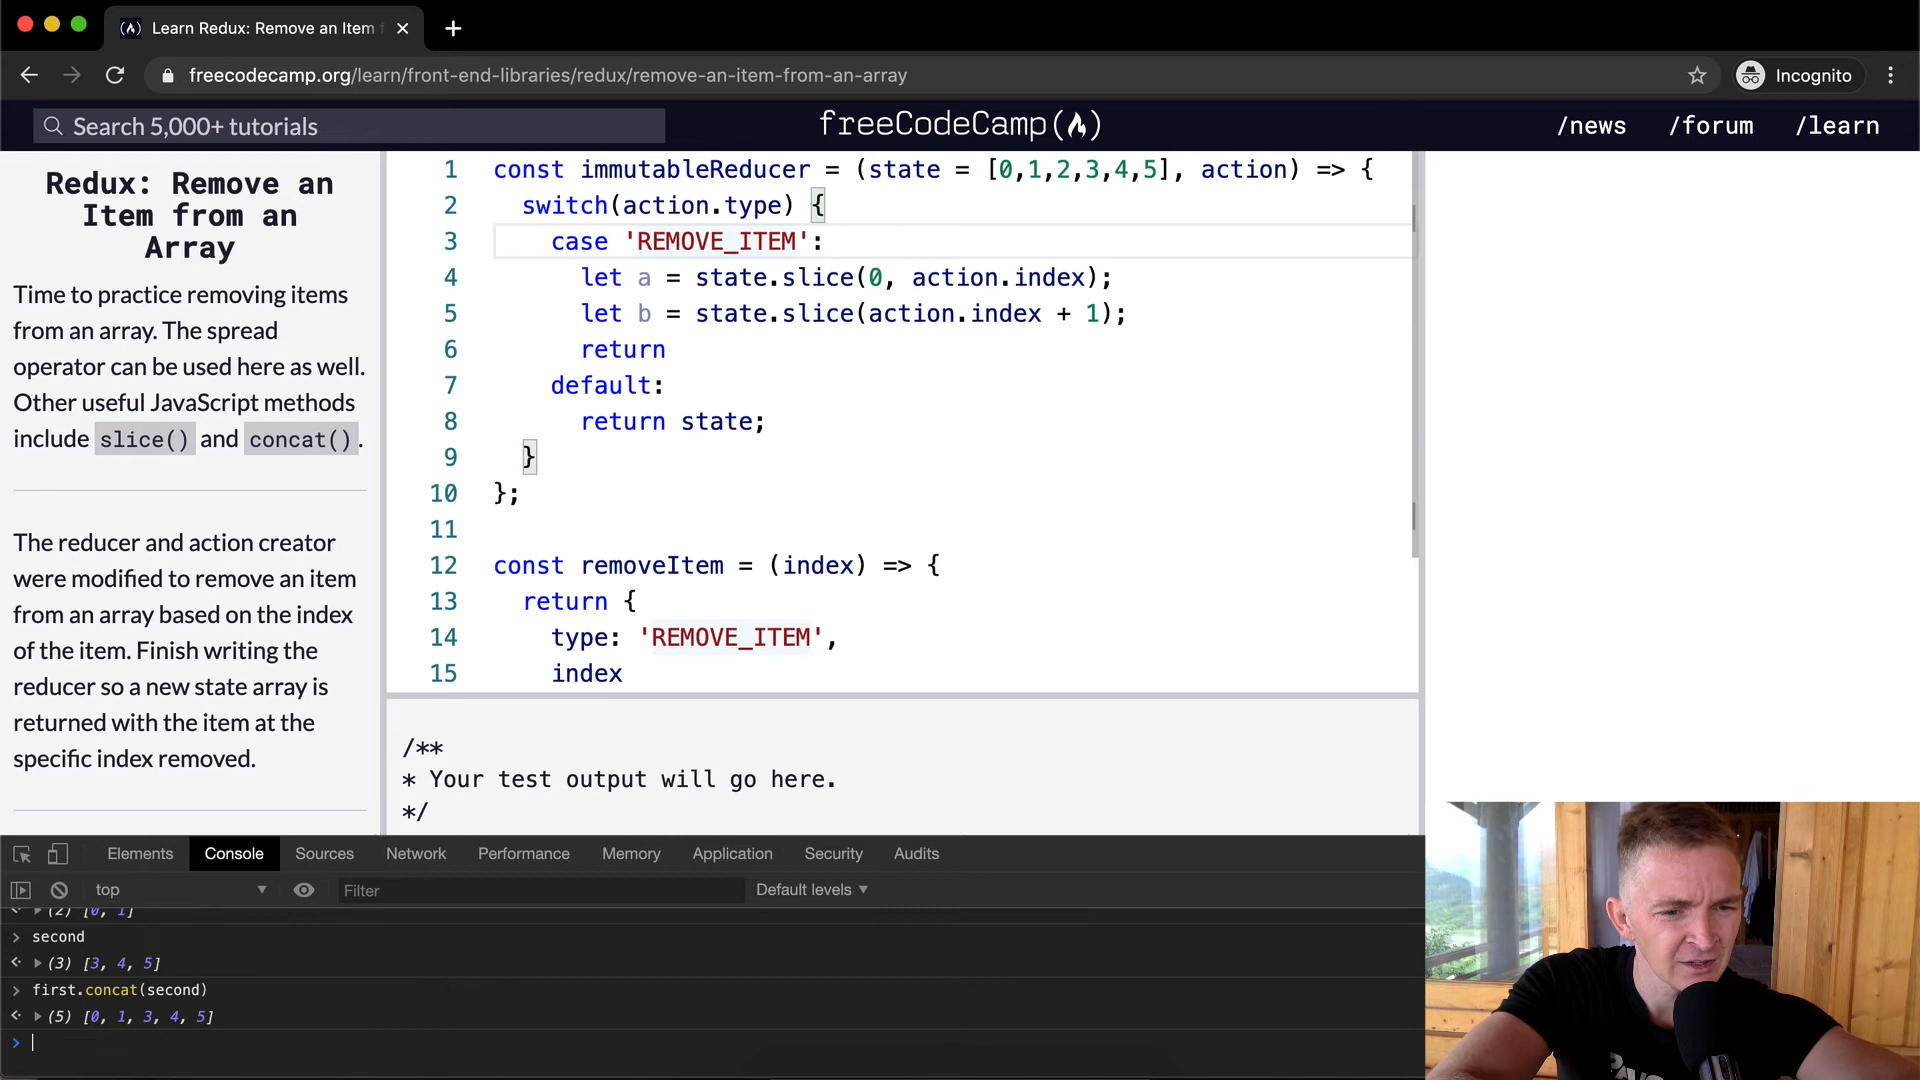 Learn Redux: Remove an Item f
freecodecamp.org/learn/front-end-libraries/redux/remove-an-item-from-an-array
Incognito
Search 5,000+ tutorials
freeCodeCamp(🔥)
/news /forum /learn
Redux: Remove an
Item from an
Array
Time to practice removing items
from an array. The spread
operator can be used here as well.
Other useful JavaScript methods
include slice() and concat().
The reducer and action creator
were modified to remove an item
from an array based on the index
of the item. Finish writing the
reducer so a new state array is
returned with the item at the
specific index removed.
1 const immutableReducer = (state = [0,1,2,3,4,5], action) => {
2 switch(action.type) {
3 case 'REMOVE_ITEM':
4 let a = state.slice(0, action.index);
5 let b = state.slice(action.index + 1);
6 return
7 default:
8 return state;
9 }
10 };
11
12 const removeItem = (index) => {
13 return {
14 type: 'REMOVE_ITEM',
15 index
/**
* Your test output will go here.
*/
Elements Console Sources Network Performance Memory Application Security Audits
top Filter Default levels
(2) [0, 1]
second
(3) [3, 4, 5]
first.concat(second)
(5) [0, 1, 3, 4, 5]